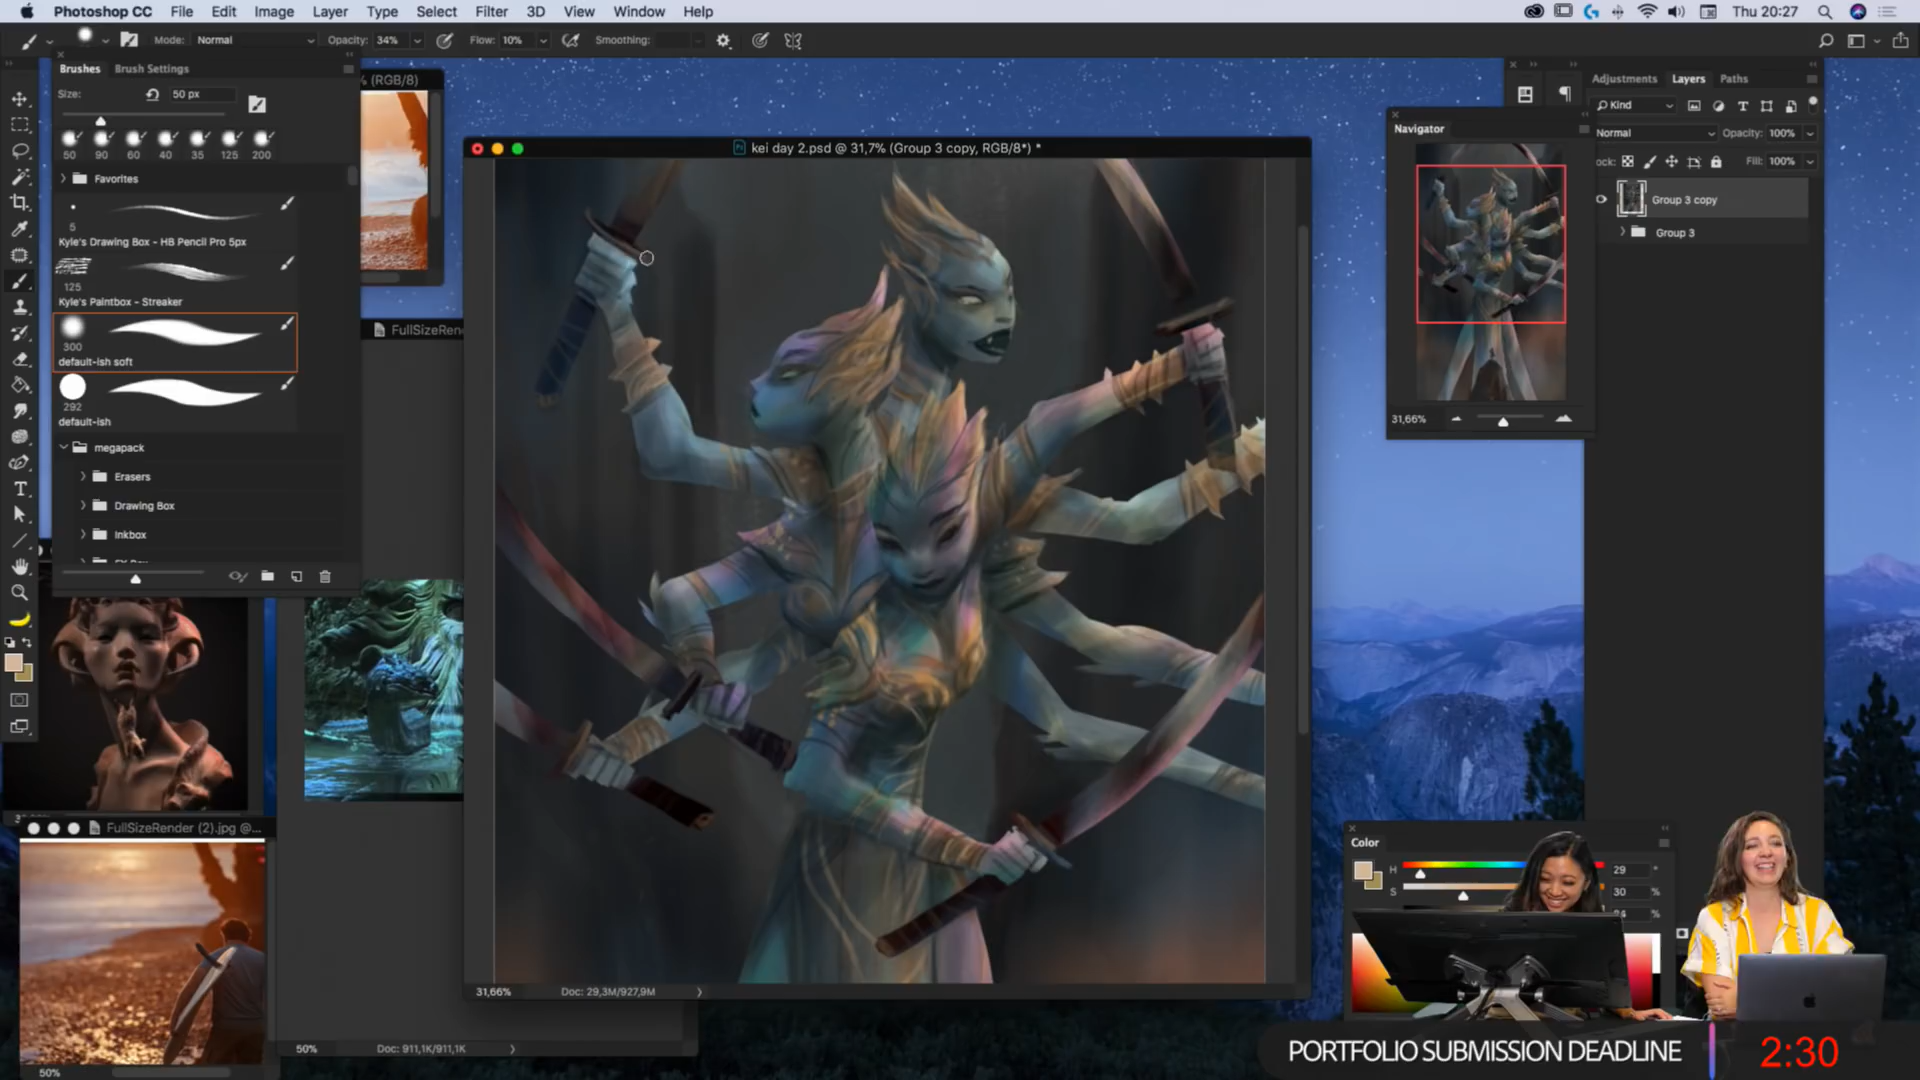 Photoshop CC File Edit Image Layer Type Select Filter 3D View Window Help Thu 20:27
Mode: Normal Opacity: 34% Flow: 10% Smoothing:
Brushes Brush Settings
Size: 50 px
50 90 60 40 35 125 200
Favorites
5
Kyle's Drawing Box - HB Pencil Pro 5px
125
Kyle's Paintbox - Streaker
300
default-ish soft
292
default-ish
megapack
Erasers
Drawing Box
Inkbox
% (RGB/8)
FullSizeRende
kei day 2.psd @ 31,7% (Group 3 copy, RGB/8*) *
31,66% Doc: 29,3M/927,9M
50% Doc: 911,1K/911,1K
FullSizeRender (2).jpg @...
50%
Navigator
31,66%
Adjustments Layers Paths
Kind
Normal Opacity: 100%
ock: Fill: 100%
Group 3 copy
Group 3
Color
H 29 °
S 30 %
%
PORTFOLIO SUBMISSION DEADLINE 2:30